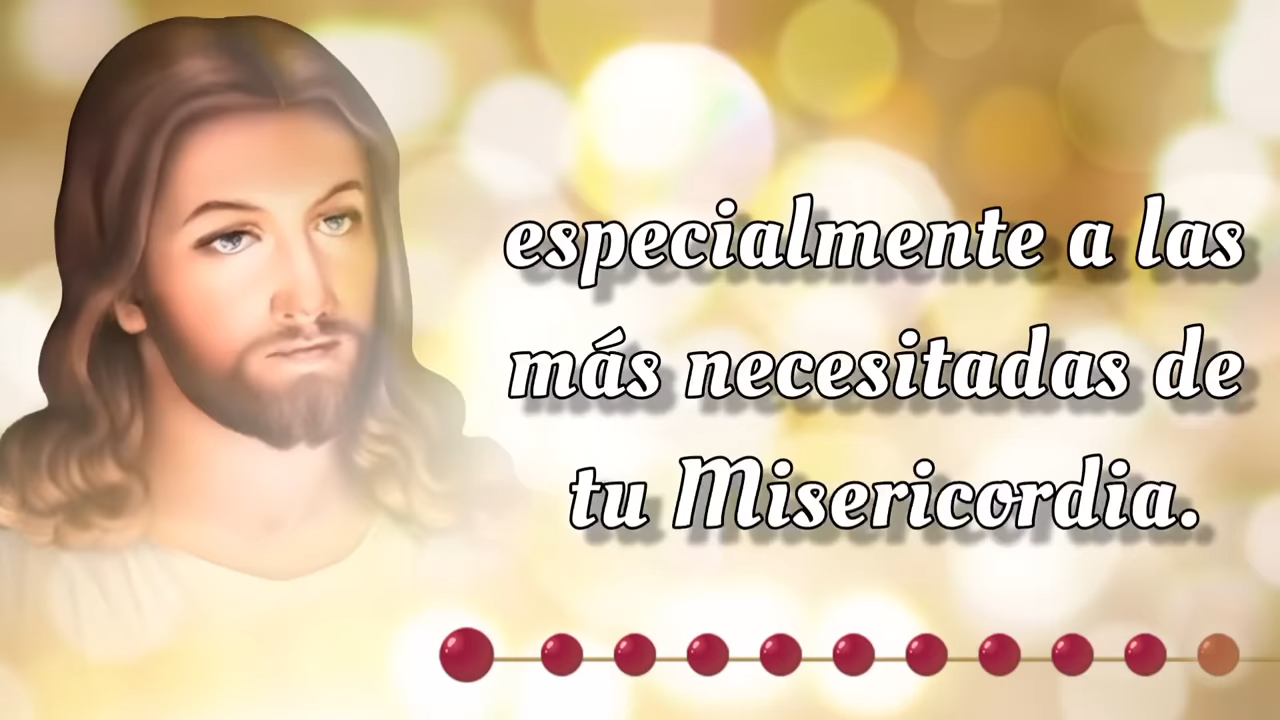 especialmente a las
más necesitadas de
tu Misericordia.